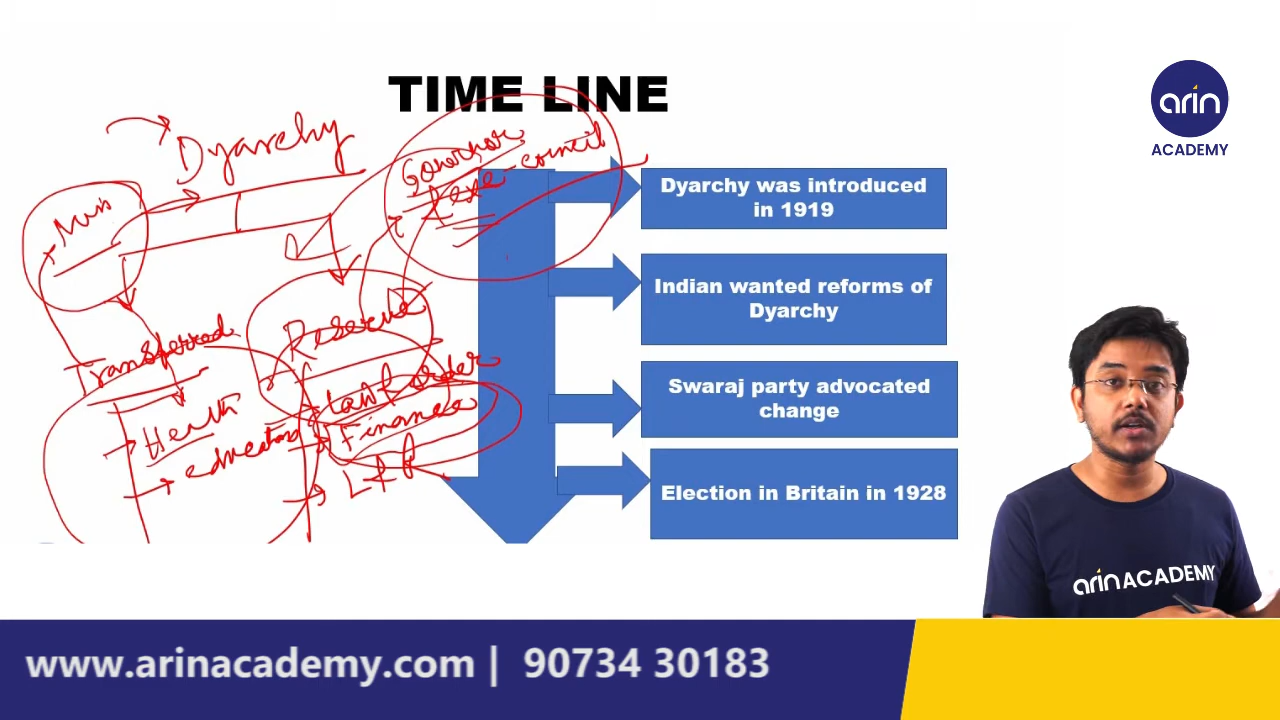 TIME LINE
arin
ACADEMY
Dyarchy
Governor
exe-council
Dyarchy was introduced
in 1919
Indian wanted reforms of
Dyarchy
Swaraj party advocated
change
Election in Britain in 1928
Transferred
Reserved
Health
education
Law & order
Finance
arin ACADEMY
www.arinacademy.com | 90734 30183